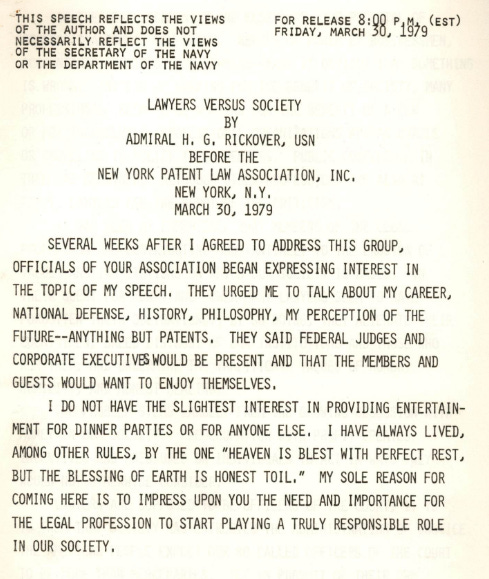 THIS SPEECH REFLECTS THE VIEWS
OF THE AUTHOR AND DOES NOT
NECESSARILY REFLECT THE VIEWS
OF THE SECRETARY OF THE NAVY
OR THE DEPARTMENT OF THE NAVY
FOR RELEASE 8:00 P.M. (EST)
FRIDAY, MARCH 30, 1979
LAWYERS VERSUS SOCIETY
BY
ADMIRAL H. G. RICKOVER, USN
BEFORE THE
NEW YORK PATENT LAW ASSOCIATION, INC.
NEW YORK, N.Y.
MARCH 30, 1979
SEVERAL WEEKS AFTER I AGREED TO ADDRESS THIS GROUP,
OFFICIALS OF YOUR ASSOCIATION BEGAN EXPRESSING INTEREST IN
THE TOPIC OF MY SPEECH. THEY URGED ME TO TALK ABOUT MY CAREER,
NATIONAL DEFENSE, HISTORY, PHILOSOPHY, MY PERCEPTION OF THE
FUTURE--ANYTHING BUT PATENTS. THEY SAID FEDERAL JUDGES AND
CORPORATE EXECUTIVES WOULD BE PRESENT AND THAT THE MEMBERS AND
GUESTS WOULD WANT TO ENJOY THEMSELVES.
I DO NOT HAVE THE SLIGHTEST INTEREST IN PROVIDING ENTERTAIN-
MENT FOR DINNER PARTIES OR FOR ANYONE ELSE. I HAVE ALWAYS LIVED,
AMONG OTHER RULES, BY THE ONE "HEAVEN IS BLEST WITH PERFECT REST,
BUT THE BLESSING OF EARTH IS HONEST TOIL." MY SOLE REASON FOR
COMING HERE IS TO IMPRESS UPON YOU THE NEED AND IMPORTANCE FOR
THE LEGAL PROFESSION TO START PLAYING A TRULY RESPONSIBLE ROLE
IN OUR SOCIETY.